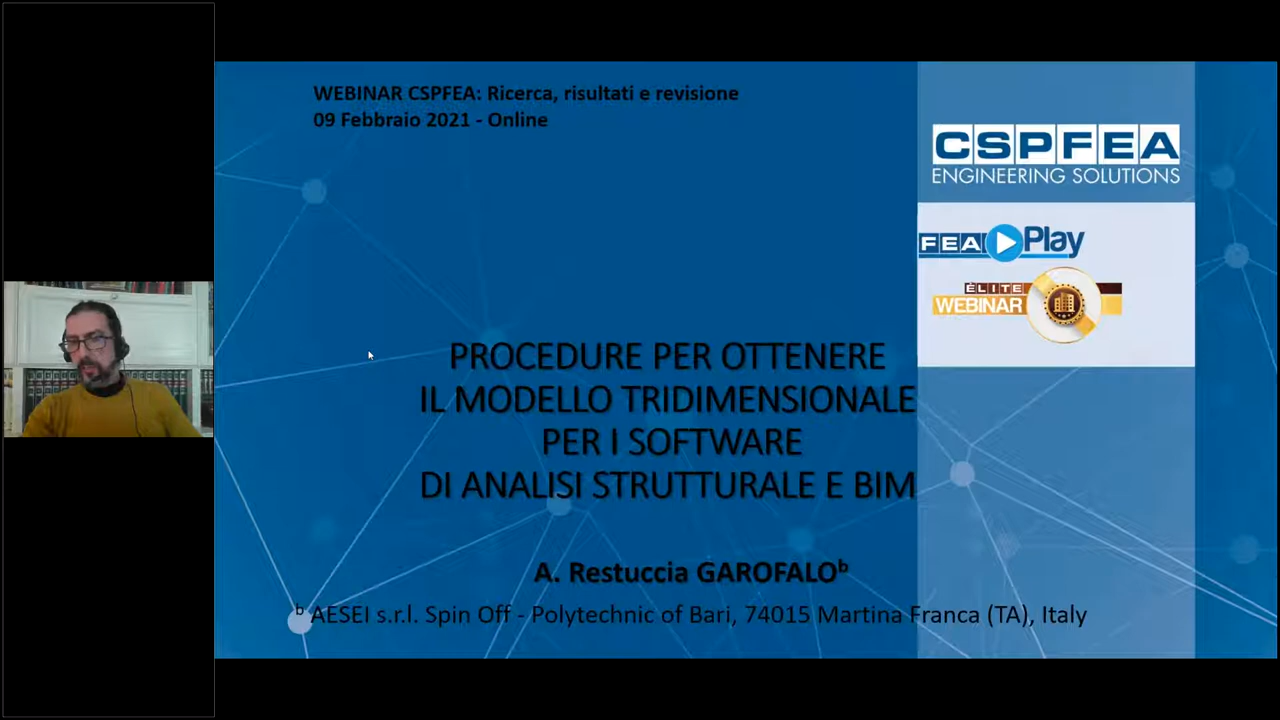 WEBINAR CSPFEA: Ricerca, risultati e revisione
09 Febbraio 2021 - Online
CSPFEA
ENGINEERING SOLUTIONS
FEA Play
ÈLITE
WEBINAR
PROCEDURE PER OTTENERE
IL MODELLO TRIDIMENSIONALE
PER I SOFTWARE
DI ANALISI STRUTTURALE E BIM
A. Restuccia GAROFALOᵇ
ᵇ AESEI s.r.l. Spin Off - Polytechnic of Bari, 74015 Martina Franca (TA), Italy